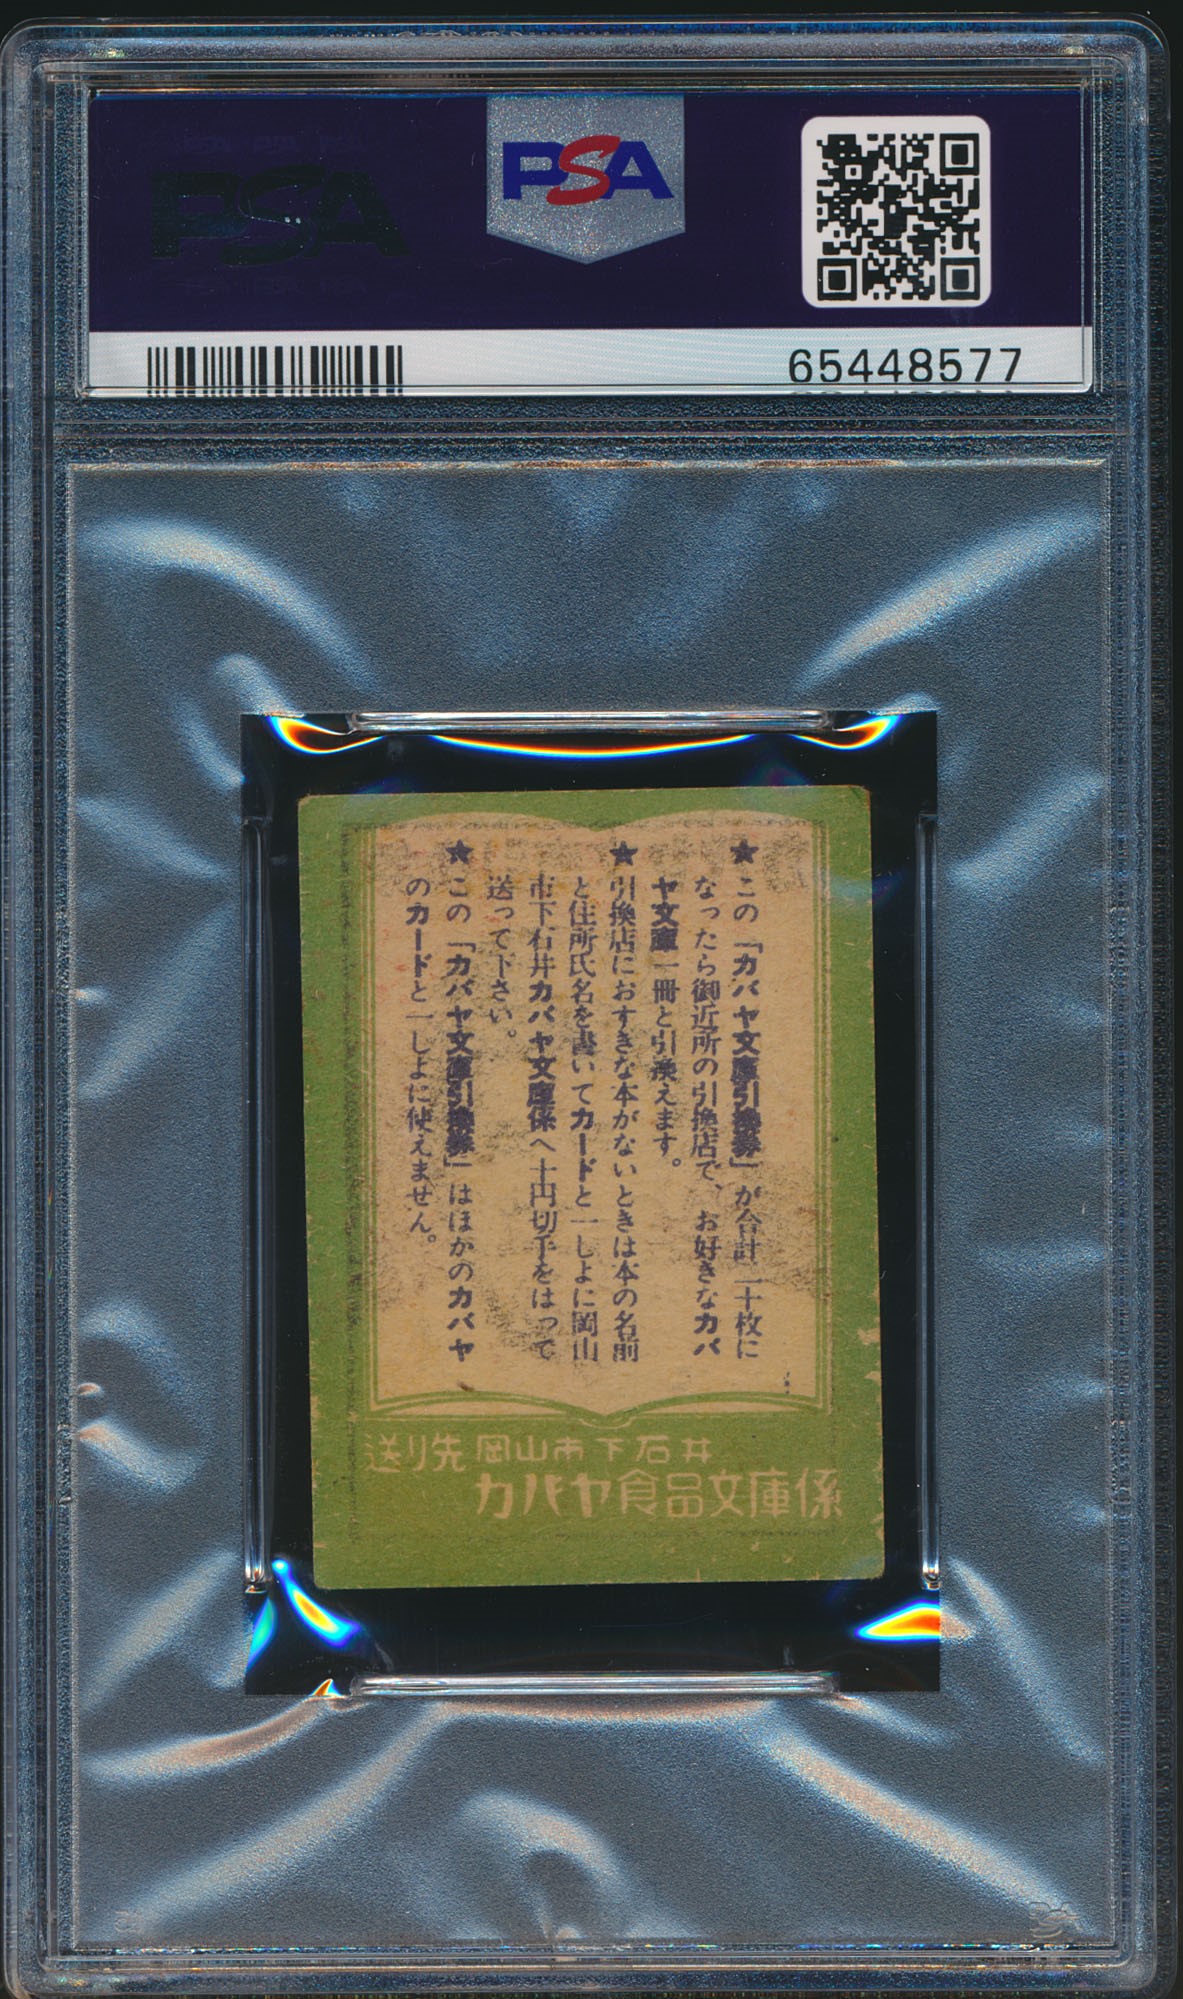 PSA
PSA
65448577
★この「カバヤ文庫引換券」が合計二十枚に
なったら御近所の引換店で、お好きなカバ
ヤ文庫一冊と引換えます。
★引換店におすきな本がないときは本の名前
と住所氏名を書いてカードと一しよに岡山
市下石井カバヤ文庫係へ十円切手をはって
送って下さい。
★この「カバヤ文庫引換券」はほかのカバヤ
のカードと一しよに使えません。
送り先 岡山市下石井
カバヤ食品文庫係